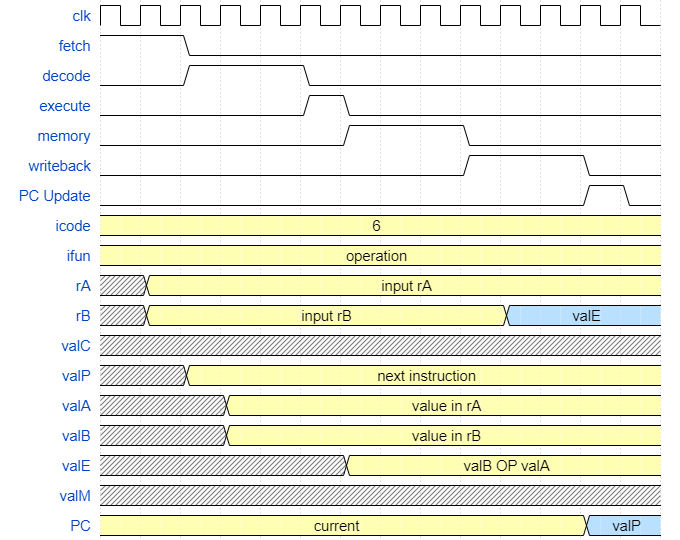 clk
fetch
decode
execute
memory
writeback
PC Update
icode 6
ifun operation
rA input rA
rB input rB valE
valC
valP next instruction
valA value in rA
valB value in rB
valE valB OP valA
valM
PC current valP